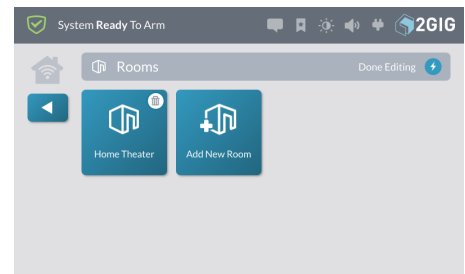 System Ready To Arm
2GIG
Rooms
Done Editing
Home Theater
Add New Room